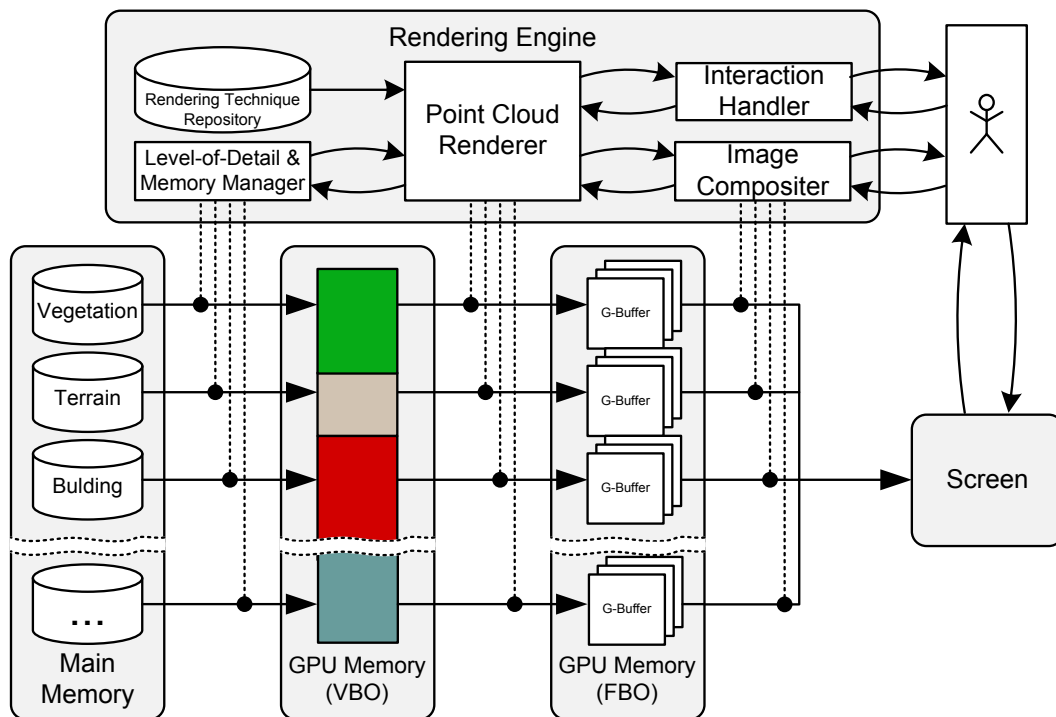 Rendering Engine
Rendering Technique
Repository
Point Cloud
Renderer
Interaction
Handler
Level-of-Detail &
Memory Manager
Image
Compositer
Vegetation
G-Buffer
Terrain
G-Buffer
Bulding
G-Buffer
Screen
...
G-Buffer
Main
Memory
GPU Memory
(VBO)
GPU Memory
(FBO)